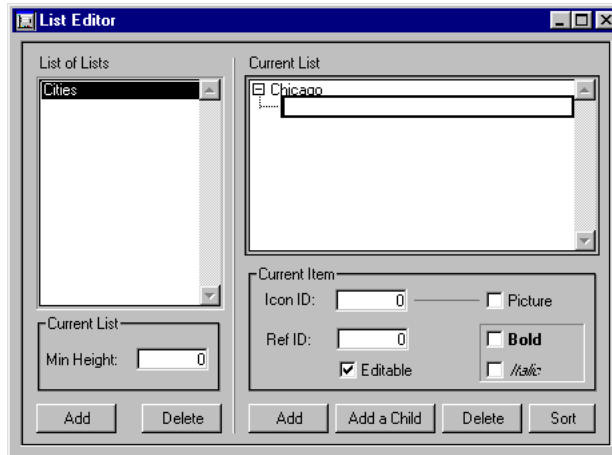 List Editor
List of Lists
Cities
Current List
Min Height: 0
Add Delete
Current List
Chicago
Current Item
Icon ID: 0 Picture
Ref ID: 0 Bold
Editable Italic
Add Add a Child Delete Sort